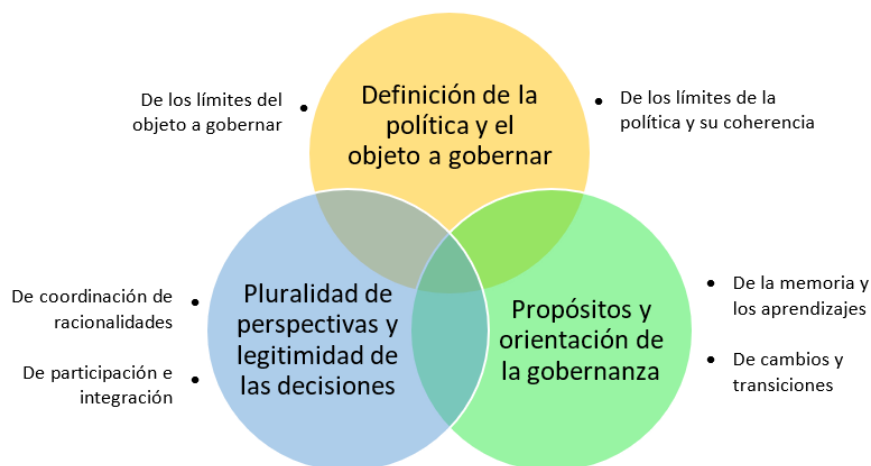 Definición de la
política y el
objeto a gobernar
De los límites del
objeto a gobernar
De los límites de la
política y su coherencia
Pluralidad de
perspectivas y
legitimidad de
las decisiones
De coordinación de
racionalidades
De participación e
integración
Propósitos y
orientación de
la gobernanza
De la memoria y
los aprendizajes
De cambios y
transiciones